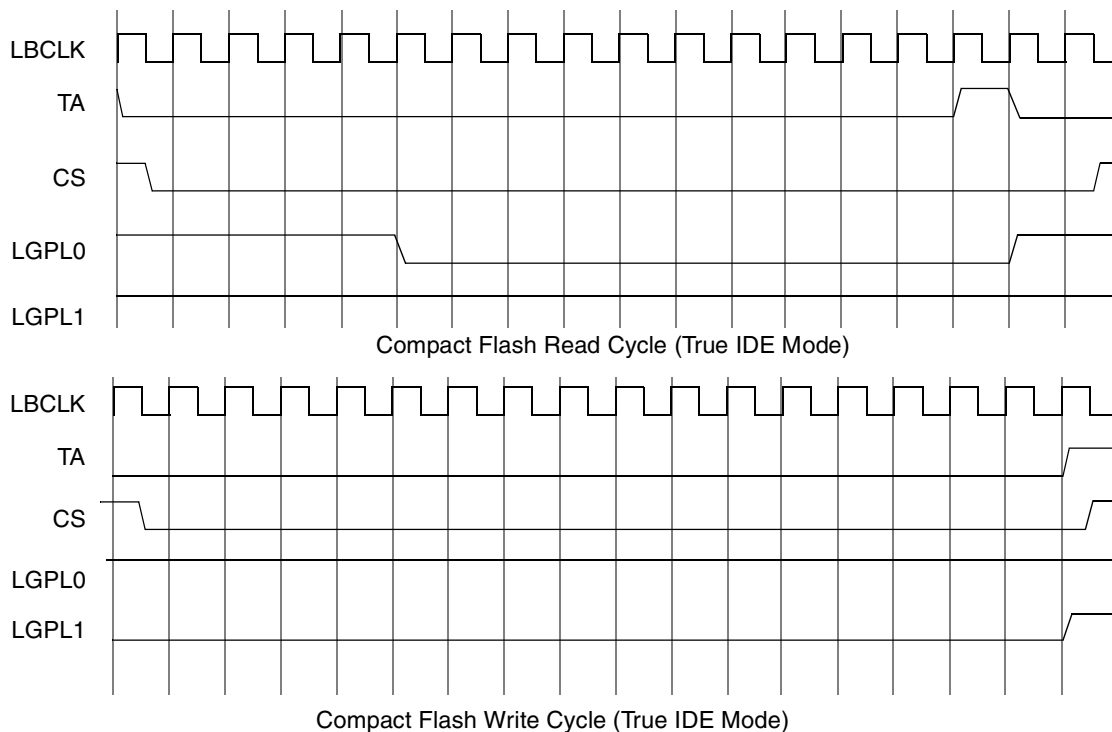 LBCLK
TA
CS
LGPL0
LGPL1
Compact Flash Read Cycle (True IDE Mode)
LBCLK
TA
CS
LGPL0
LGPL1
Compact Flash Write Cycle (True IDE Mode)